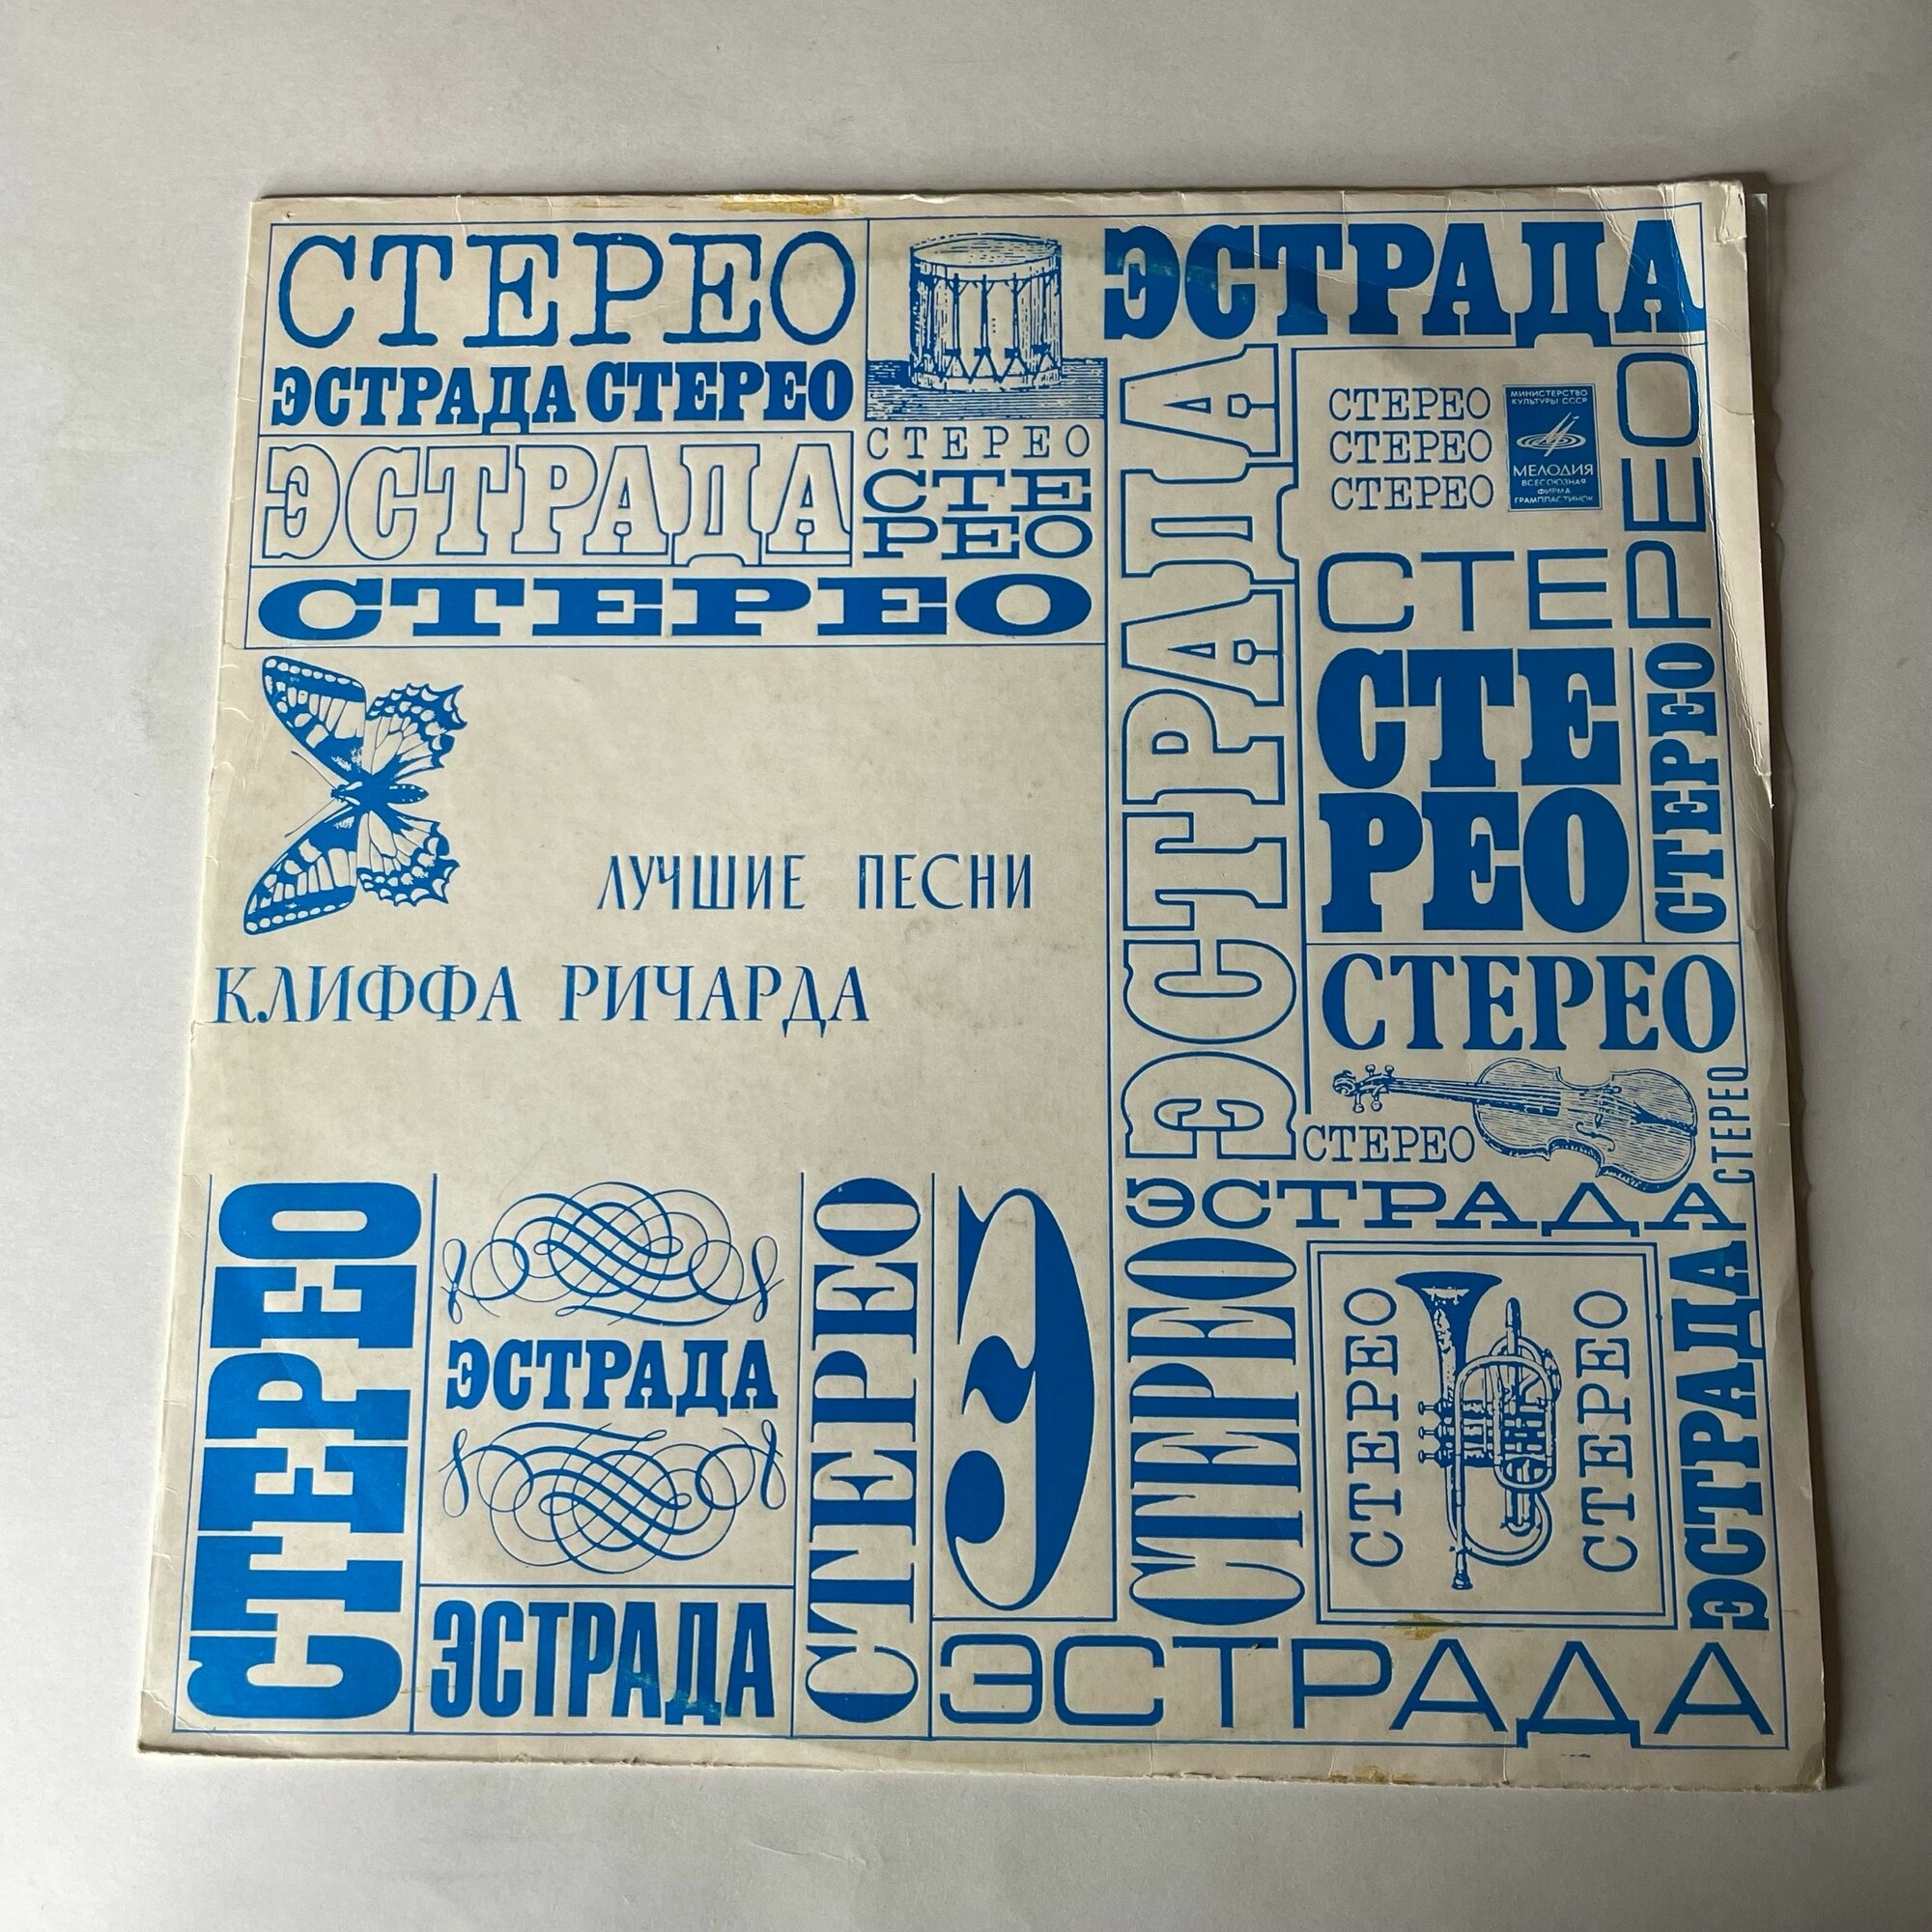 СТЕРЕО
ЭСТРАДА СТЕРЕО
ЭСТРАДА
СТЕРЕО
СТЕ
РЕО
СТЕРЕО
ЭСТРАДА
ЭСТРАДА
СТЕРЕО
СТЕРЕО
СТЕРЕО
МИНИСТЕРСТВО
КУЛЬТУРЫ СССР
МЕЛОДИЯ
ВСЕСОЮЗНАЯ
ФИРМА
ГРАМПЛАСТИНОК
СТЕРЕО
СТЕ
РЕО
СТЕРЕО
СТЕРЕО
СТЕРЕО
СТЕРЕО
ЛУЧШИЕ ПЕСНИ
КЛИФФА РИЧАРДА
СТЕРЕО
ЭСТРАДА
ЭСТРАДА
СТЕРЕО
Э
ЭСТРАДА
СТЕРЕО
СТЕРЕО
СТЕРЕО
ЭСТРАДА
ЭСТРАДА